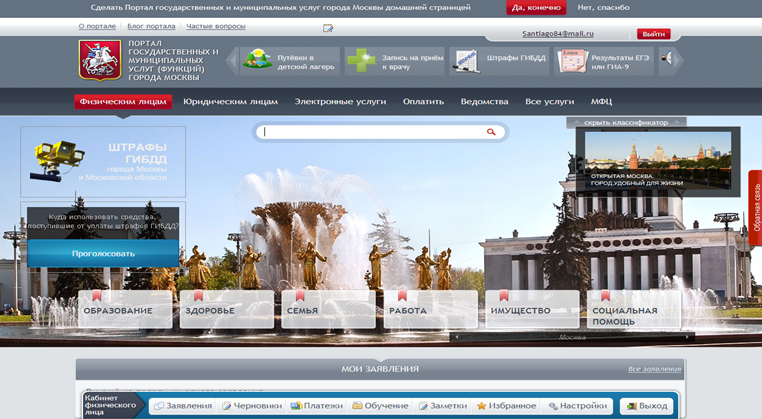 Сделать Портал государственных и муниципальных услуг города Москвы домашней страницей
Да, конечно
Нет, спасибо
О портале
Блог портала
Частые вопросы
Santiago84@mail.ru
Выйти
ПОРТАЛ
ГОСУДАРСТВЕННЫХ И
МУНИЦИПАЛЬНЫХ
УСЛУГ (ФУНКЦИЙ)
ГОРОДА МОСКВЫ
Путёвки в
детский лагерь
Запись на приём
к врачу
Штрафы ГИБДД
Результаты ЕГЭ
или ГИА-9
Физическим лицам
Юридическим лицам
Электронные услуги
Оплатить
Ведомства
Все услуги
МФЦ
скрыть классификатор
ШТРАФЫ
ГИБДД
города Москвы
и Московской области
ОТКРЫТАЯ МОСКВА.
ГОРОД,УДОБНЫЙ ДЛЯ ЖИЗНИ
Обратная связь
Куда использовать средства,
поступившие от уплаты штрафов ГИБДД?
Проголосовать
ОБРАЗОВАНИЕ
ЗДОРОВЬЕ
СЕМЬЯ
РАБОТА
ИМУЩЕСТВО
СОЦИАЛЬНАЯ
ПОМОЩЬ
Москва
МОИ ЗАЯВЛЕНИЯ
Все заявления
Кабинет
физического
лица
Заявления
Черновики
Платежи
Обучение
Заметки
Избранное
Настройки
Выход